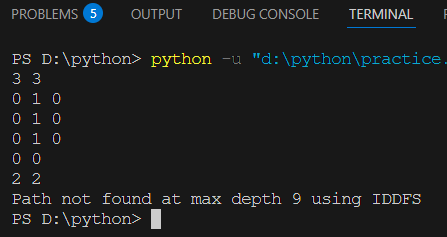 PROBLEMS 5 OUTPUT DEBUG CONSOLE TERMINAL
PS D:\python> python -u "d:\python\practice.
3 3
0 1 0
0 1 0
0 1 0
0 0
2 2
Path not found at max depth 9 using IDDFS
PS D:\python>